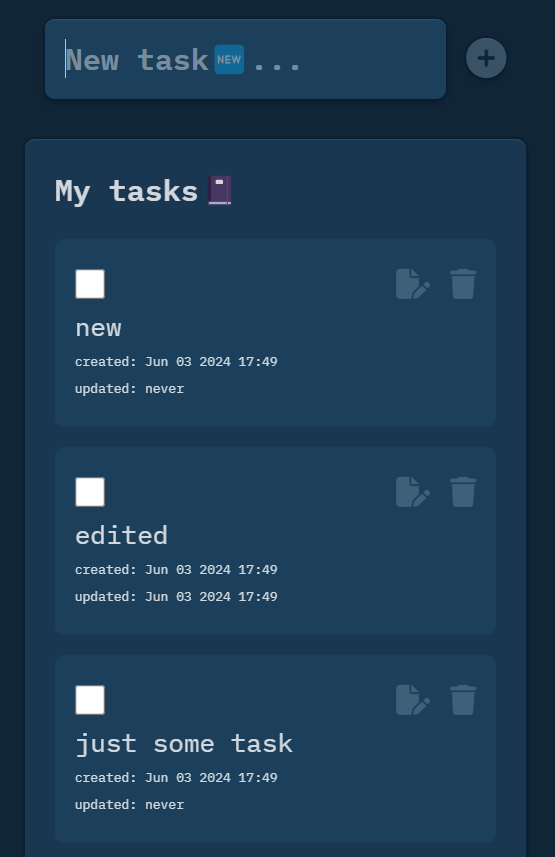 New task🆕...
My tasks📓
new
created: Jun 03 2024 17:49
updated: never
edited
created: Jun 03 2024 17:49
updated: Jun 03 2024 17:49
just some task
created: Jun 03 2024 17:49
updated: never